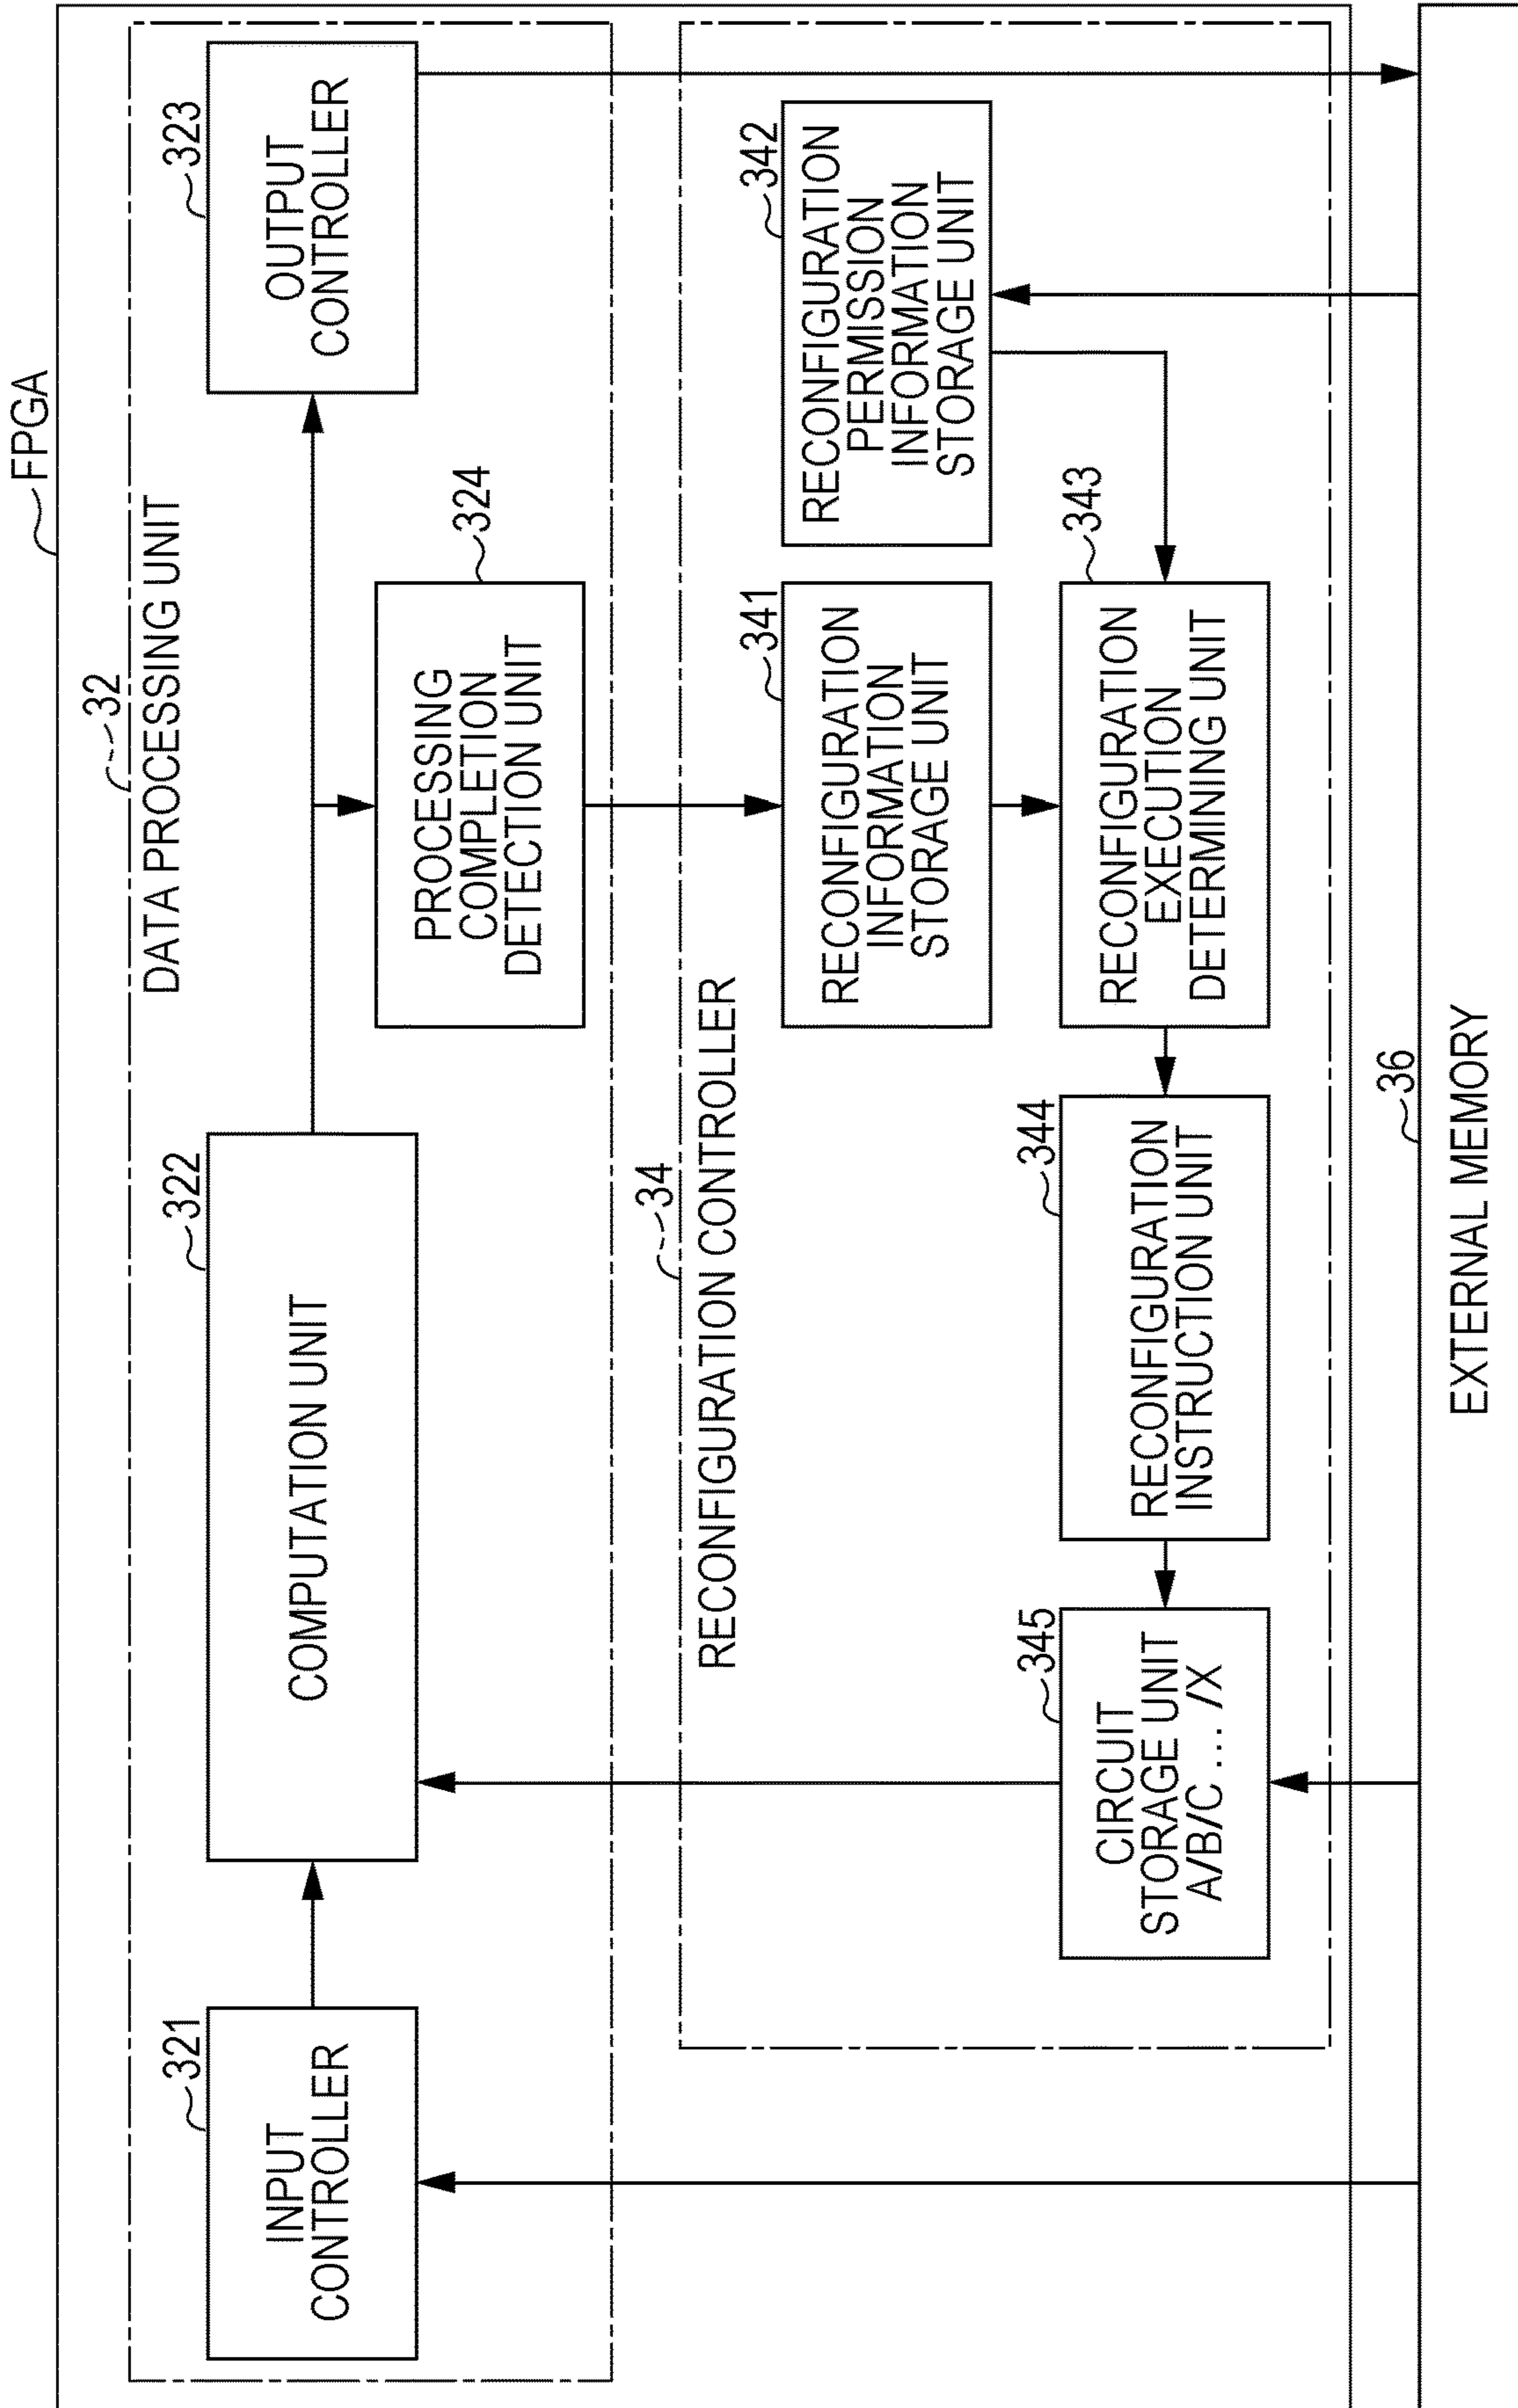 FPGA
32
DATA PROCESSING UNIT
321
INPUT
CONTROLLER
322
COMPUTATION UNIT
323
OUTPUT
CONTROLLER
324
PROCESSING
COMPLETION
DETECTION UNIT
34
RECONFIGURATION CONTROLLER
341
RECONFIGURATION
INFORMATION
STORAGE UNIT
342
RECONFIGURATION
PERMISSION
INFORMATION
STORAGE UNIT
345
CIRCUIT
STORAGE UNIT
A/B/C ... /X
344
RECONFIGURATION
INSTRUCTION UNIT
343
RECONFIGURATION
EXECUTION
DETERMINING UNIT
36
EXTERNAL MEMORY